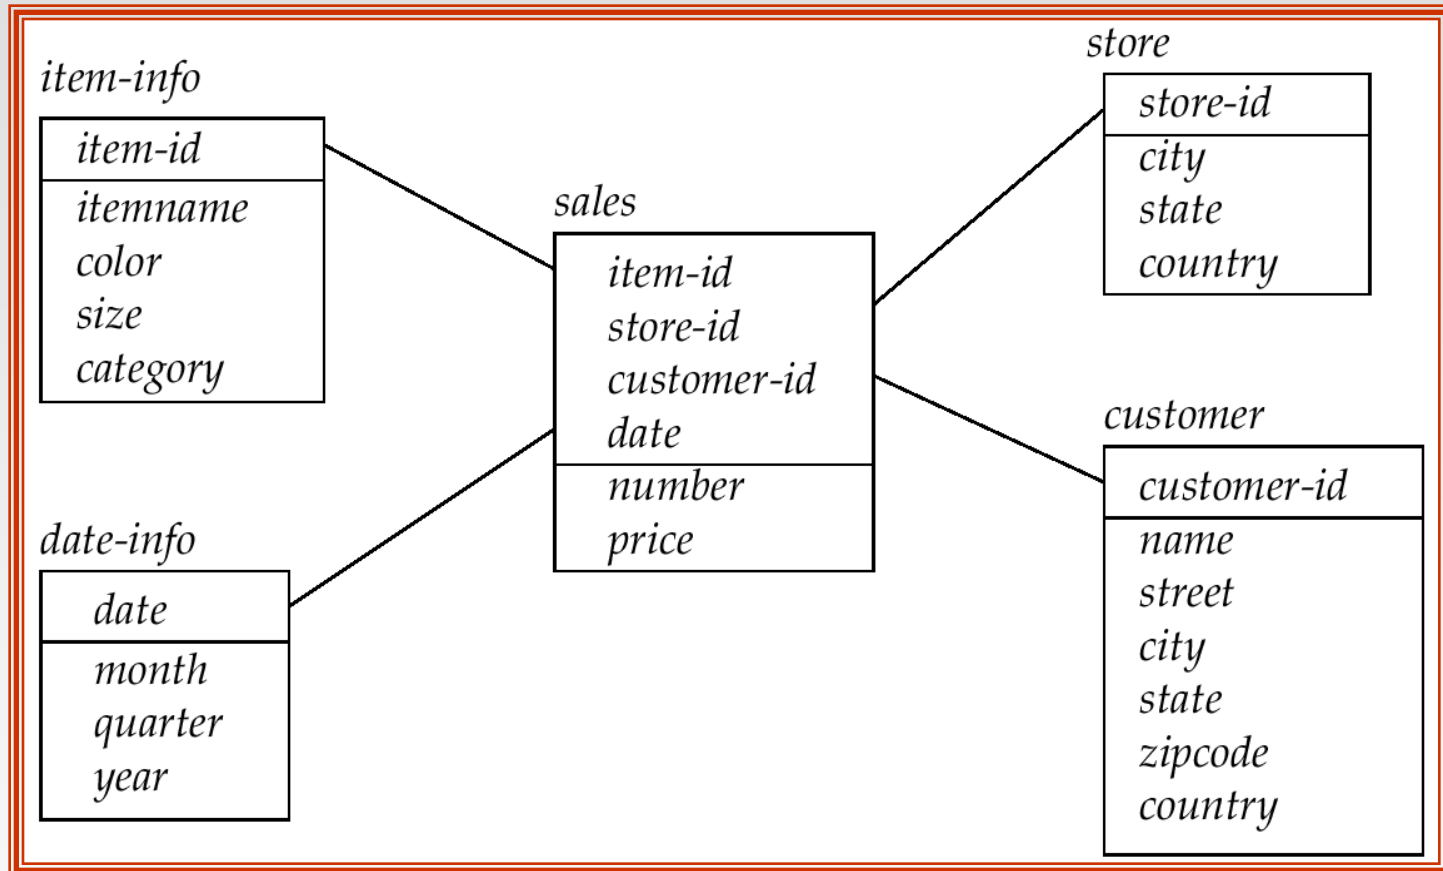 item-info
item-id
itemname
color
size
category
date-info
date
month
quarter
year
sales
item-id
store-id
customer-id
date
number
price
store
store-id
city
state
country
customer
customer-id
name
street
city
state
zipcode
country